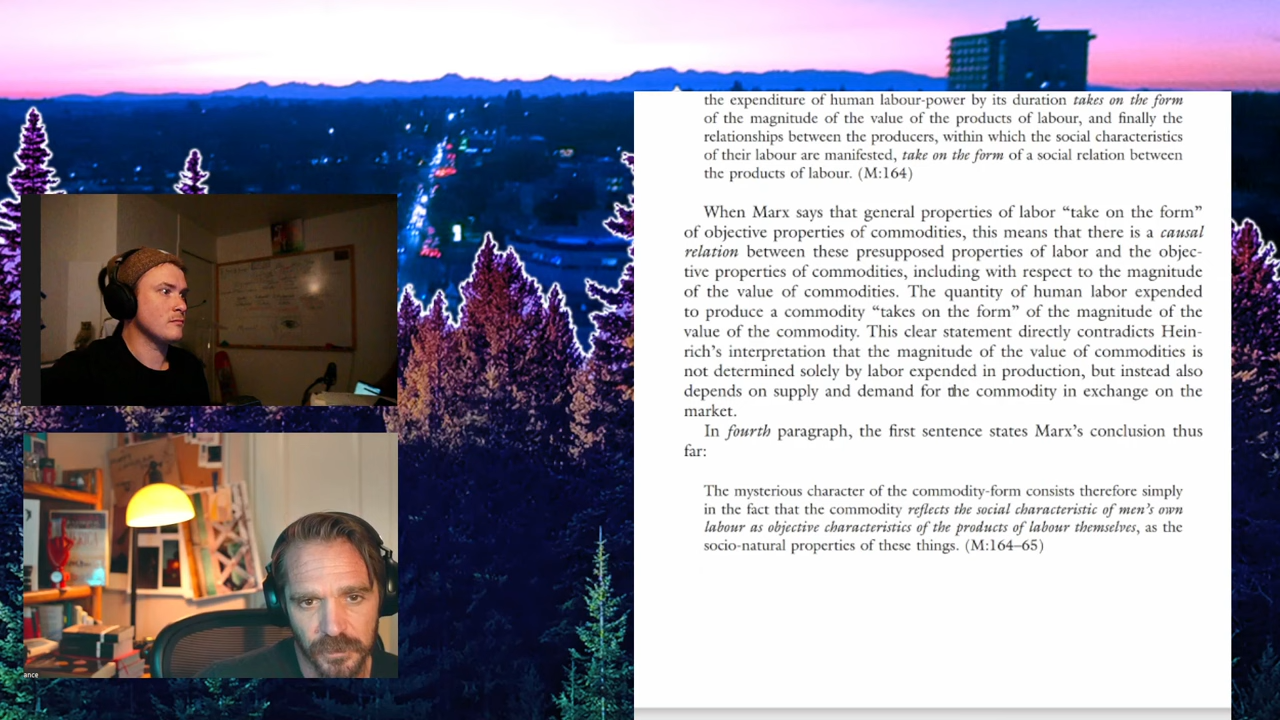 the expenditure of human labour-power by its duration takes on the form
of the magnitude of the value of the products of labour, and finally the
relationships between the producers, within which the social characteristics
of their labour are manifested, take on the form of a social relation between
the products of labour. (M:164)
When Marx says that general properties of labor “take on the form”
of objective properties of commodities, this means that there is a causal
relation between these presupposed properties of labor and the objec-
tive properties of commodities, including with respect to the magnitude
of the value of commodities. The quantity of human labor expended
to produce a commodity “takes on the form” of the magnitude of the
value of the commodity. This clear statement directly contradicts Hein-
rich’s interpretation that the magnitude of the value of commodities is
not determined solely by labor expended in production, but instead also
depends on supply and demand for the commodity in exchange on the
market.
In fourth paragraph, the first sentence states Marx’s conclusion thus
far:
The mysterious character of the commodity-form consists therefore simply
in the fact that the commodity reflects the social characteristic of men’s own
labour as objective characteristics of the products of labour themselves, as the
socio-natural properties of these things. (M:164–65)
ance